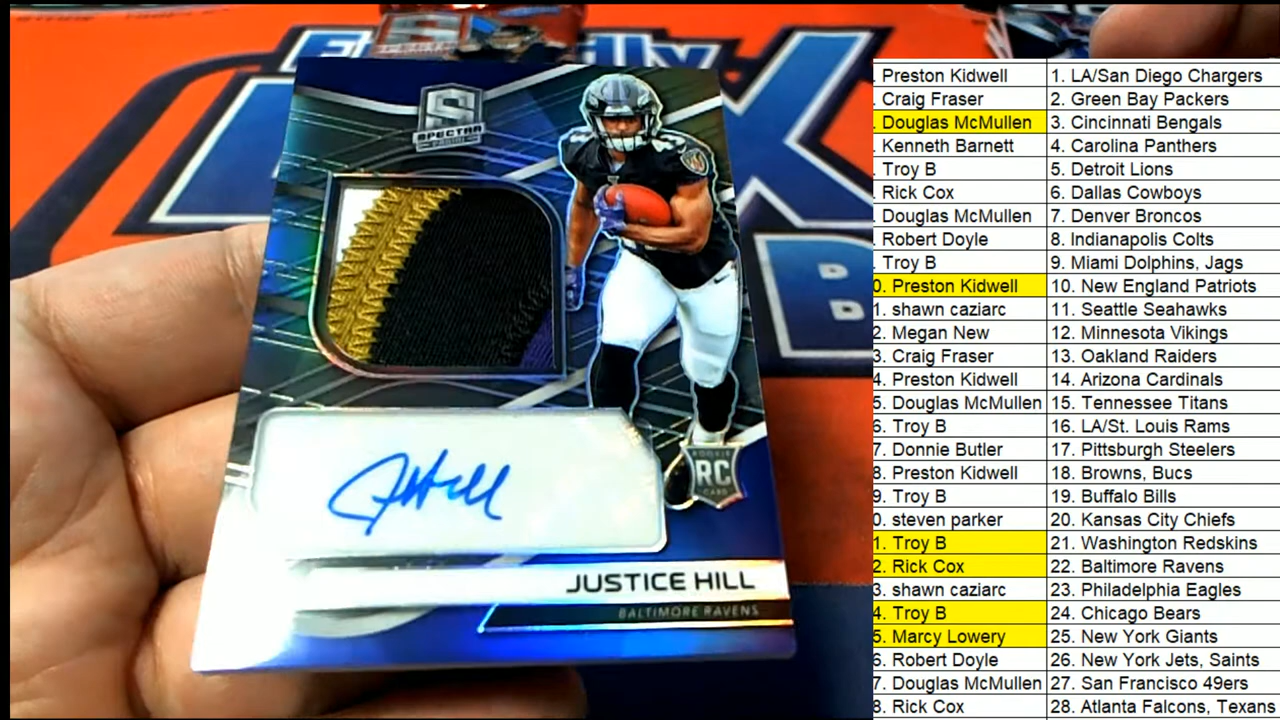 SPECTRA
JHill
ROOKIE
RC
CARD
JUSTICE HILL
BALTIMORE RAVENS
. Preston Kidwell 1. LA/San Diego Chargers
. Craig Fraser 2. Green Bay Packers
. Douglas McMullen 3. Cincinnati Bengals
. Kenneth Barnett 4. Carolina Panthers
. Troy B 5. Detroit Lions
. Rick Cox 6. Dallas Cowboys
. Douglas McMullen 7. Denver Broncos
. Robert Doyle 8. Indianapolis Colts
. Troy B 9. Miami Dolphins, Jags
0. Preston Kidwell 10. New England Patriots
1. shawn caziarc 11. Seattle Seahawks
2. Megan New 12. Minnesota Vikings
3. Craig Fraser 13. Oakland Raiders
4. Preston Kidwell 14. Arizona Cardinals
5. Douglas McMullen 15. Tennessee Titans
6. Troy B 16. LA/St. Louis Rams
7. Donnie Butler 17. Pittsburgh Steelers
8. Preston Kidwell 18. Browns, Bucs
9. Troy B 19. Buffalo Bills
0. steven parker 20. Kansas City Chiefs
1. Troy B 21. Washington Redskins
2. Rick Cox 22. Baltimore Ravens
3. shawn caziarc 23. Philadelphia Eagles
4. Troy B 24. Chicago Bears
5. Marcy Lowery 25. New York Giants
6. Robert Doyle 26. New York Jets, Saints
7. Douglas McMullen 27. San Francisco 49ers
8. Rick Cox 28. Atlanta Falcons, Texans